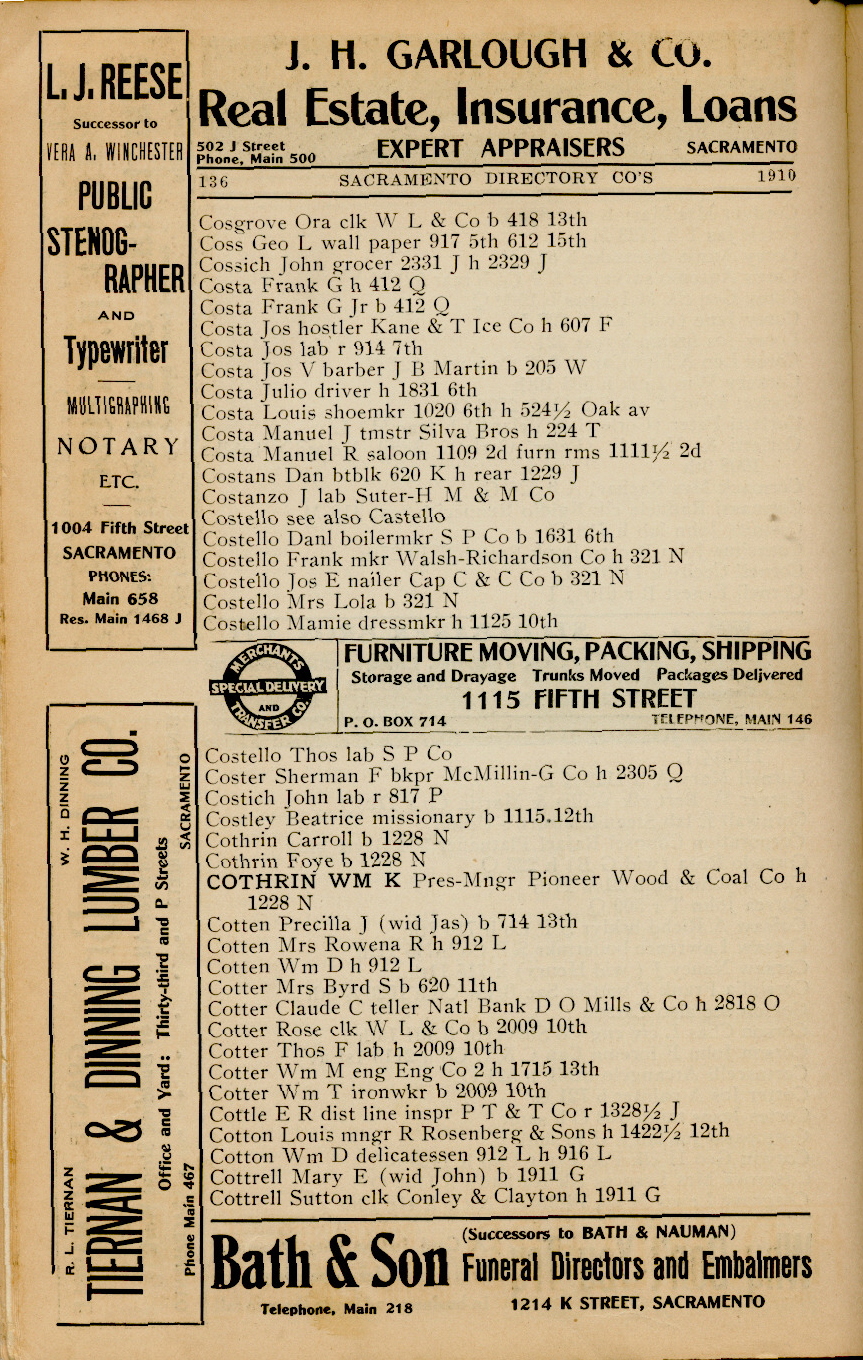 L. J. REESE
Successor to
VERA A. WINCHESTER
PUBLIC
STENOG-
RAPHER
AND
Typewriter
MULTIGRAPHING
NOTARY
ETC.
1004 Fifth Street
SACRAMENTO
PHONES:
Main 658
Res. Main 1468 J
J. H. GARLOUGH & CO.
Real Estate, Insurance, Loans
502 J Street
Phone, Main 500
EXPERT APPRAISERS
SACRAMENTO
136 SACRAMENTO DIRECTORY CO'S 1910
Cosgrove Ora clk W L & Co b 418 13th
Coss Geo L wall paper 917 5th 612 15th
Cossich John grocer 2331 J h 2329 J
Costa Frank G h 412 Q
Costa Frank G Jr b 412 Q
Costa Jos hostler Kane & T Ice Co h 607 F
Costa Jos lab r 914 7th
Costa Jos V barber J B Martin b 205 W
Costa Julio driver h 1831 6th
Costa Louis shoemkr 1020 6th h 524½ Oak av
Costa Manuel J tmstr Silva Bros h 224 T
Costa Manuel R saloon 1109 2d furn rms 1111½ 2d
Costans Dan btblk 620 K h rear 1229 J
Costanzo J lab Suter-H M & M Co
Costello see also Castello
Costello Danl boilermkr S P Co b 1631 6th
Costello Frank mkr Walsh-Richardson Co h 321 N
Costello Jos E nailer Cap C & C Co b 321 N
Costello Mrs Lola b 321 N
Costello Mamie dressmkr h 1125 10th
MERCHANTS
SPECIAL DELIVERY
AND
TRANSFER CO.
FURNITURE MOVING, PACKING, SHIPPING
Storage and Drayage Trunks Moved Packages Delivered
1115 FIFTH STREET
P. O. BOX 714 TELEPHONE, MAIN 146
Costello Thos lab S P Co
Coster Sherman F bkpr McMillin-G Co h 2305 Q
Costich John lab r 817 P
Costley Beatrice missionary b 1115 12th
Cothrin Carroll b 1228 N
Cothrin Foye b 1228 N
COTHRIN WM K Pres-Mngr Pioneer Wood & Coal Co h
1228 N
Cotten Precilla J (wid Jas) b 714 13th
Cotten Mrs Rowena R h 912 L
Cotten Wm D h 912 L
Cotter Mrs Byrd S b 620 11th
Cotter Claude C teller Natl Bank D O Mills & Co h 2818 O
Cotter Rose clk W L & Co b 2009 10th
Cotter Thos F lab h 2009 10th
Cotter Wm M eng Eng Co 2 h 1715 13th
Cotter Wm T ironwkr b 2009 10th
Cottle E R dist line inspr P T & T Co r 1328½ J
Cotton Louis mngr R Rosenberg & Sons h 1422½ 12th
Cotton Wm D delicatessen 912 L h 916 L
Cottrell Mary E (wid John) b 1911 G
Cottrell Sutton clk Conley & Clayton h 1911 G
R. L. TIERNAN W. H. DINNING
TIERNAN & DINNING LUMBER CO.
Office and Yard: Thirty-third and P Streets
Phone Main 467 SACRAMENTO
Bath & Son
(Successors to BATH & NAUMAN)
Funeral Directors and Embalmers
Telephone, Main 218
1214 K STREET, SACRAMENTO